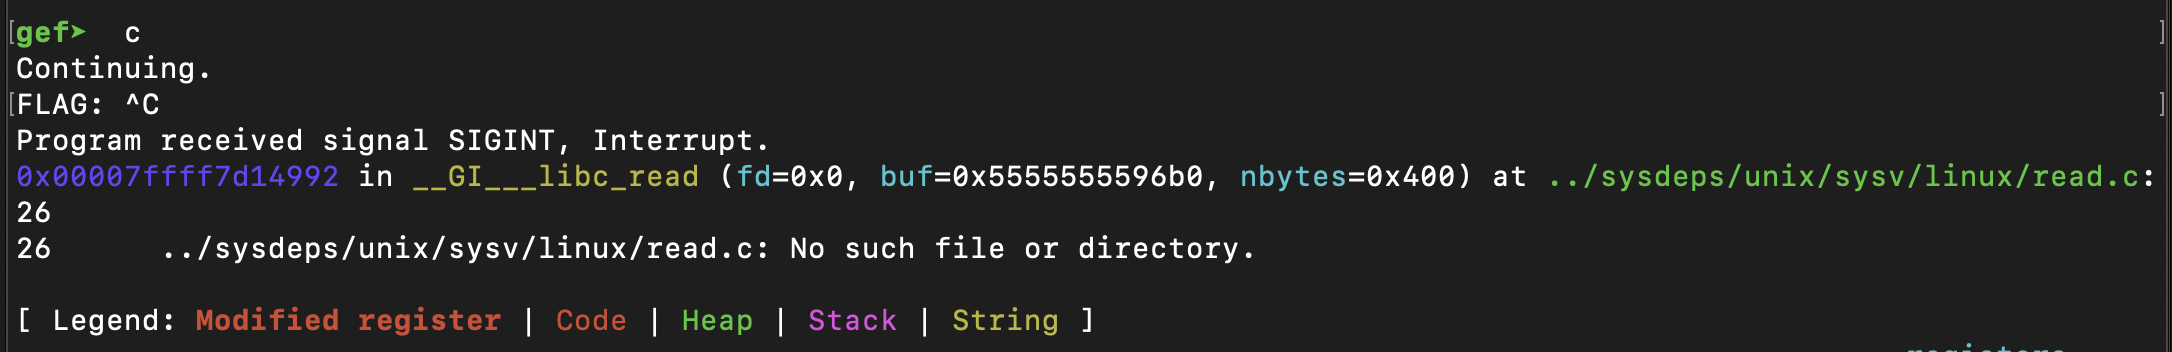 gef➤  c
Continuing.
FLAG: ^C
Program received signal SIGINT, Interrupt.
0x00007ffff7d14992 in __GI___libc_read (fd=0x0, buf=0x5555555596b0, nbytes=0x400) at ../sysdeps/unix/sysv/linux/read.c:
26
26      ../sysdeps/unix/sysv/linux/read.c: No such file or directory.
[ Legend: Modified register | Code | Heap | Stack | String ]